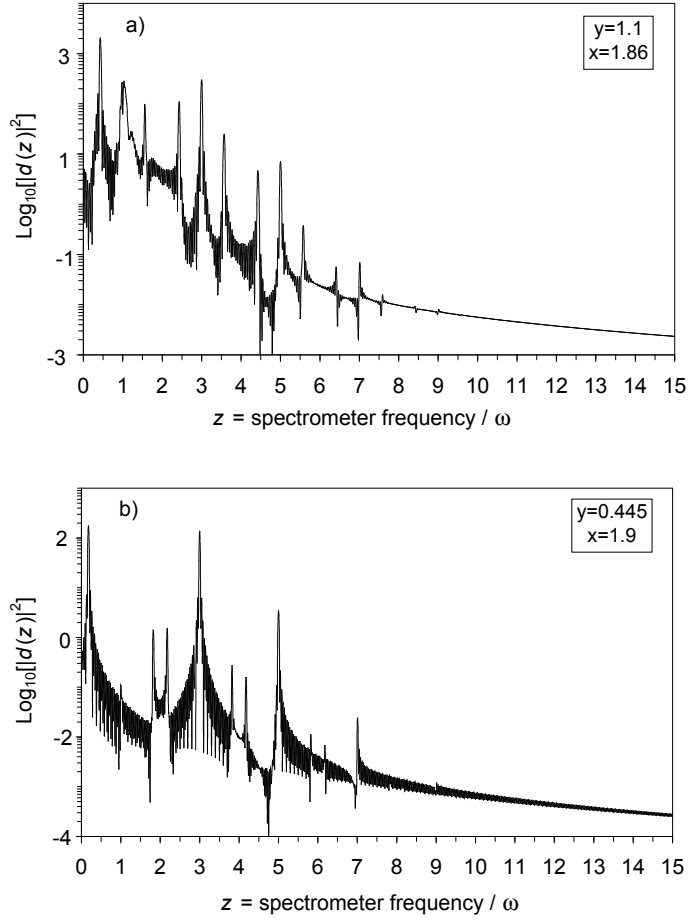 a)
y=1.1
x=1.86
Log10[|d(z)|²]
3
1
-1
-3
0 1 2 3 4 5 6 7 8 9 10 11 12 13 14 15
z = spectrometer frequency / ω
b)
y=0.445
x=1.9
Log10[|d(z)|²]
2
0
-2
-4
0 1 2 3 4 5 6 7 8 9 10 11 12 13 14 15
z = spectrometer frequency / ω